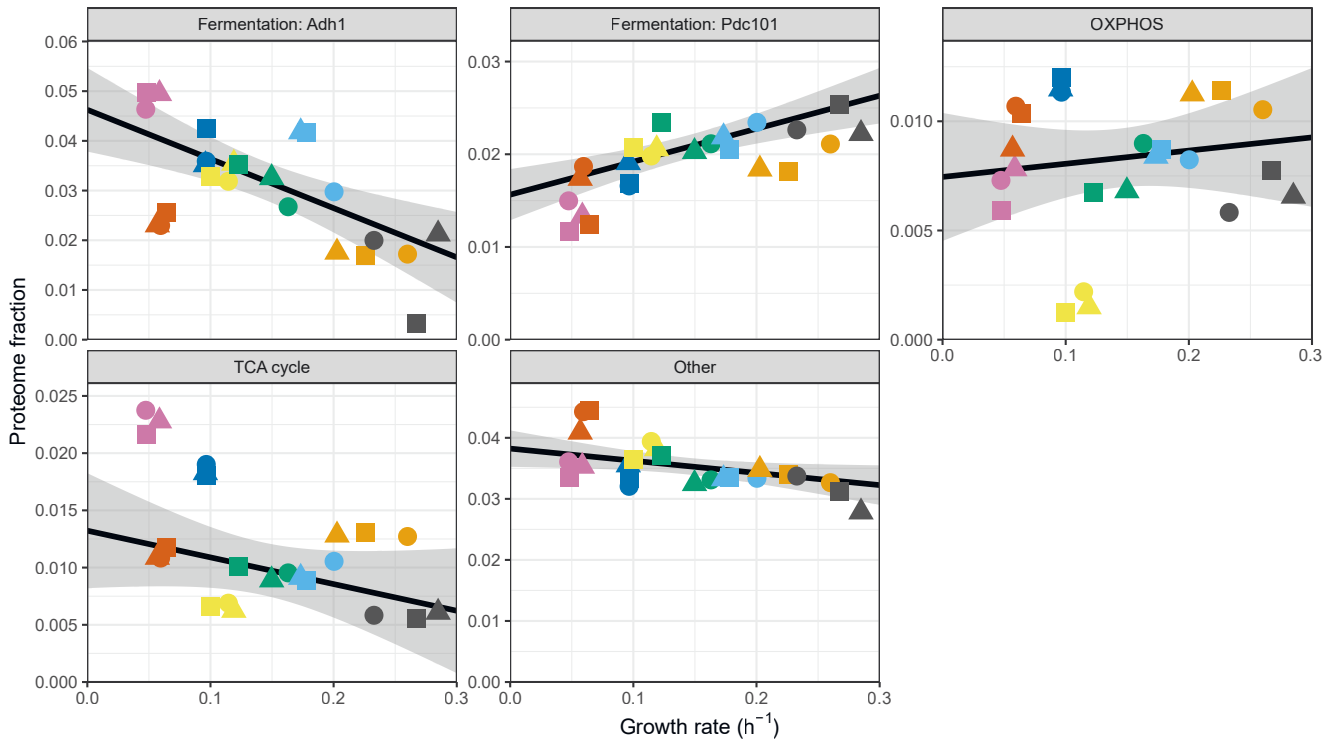 Fermentation: Adh1
Fermentation: Pdc101
OXPHOS
0.06
0.05
0.04
0.03
0.02
0.01
0.00
0.03
0.02
0.01
0.00
0.010
0.005
0.000
0.0 0.1 0.2 0.3
TCA cycle
Other
0.025
0.020
0.015
0.010
0.005
0.000
0.04
0.03
0.02
0.01
0.00
0.0 0.1 0.2 0.3
0.0 0.1 0.2 0.3
Proteome fraction
Growth rate (h⁻¹)